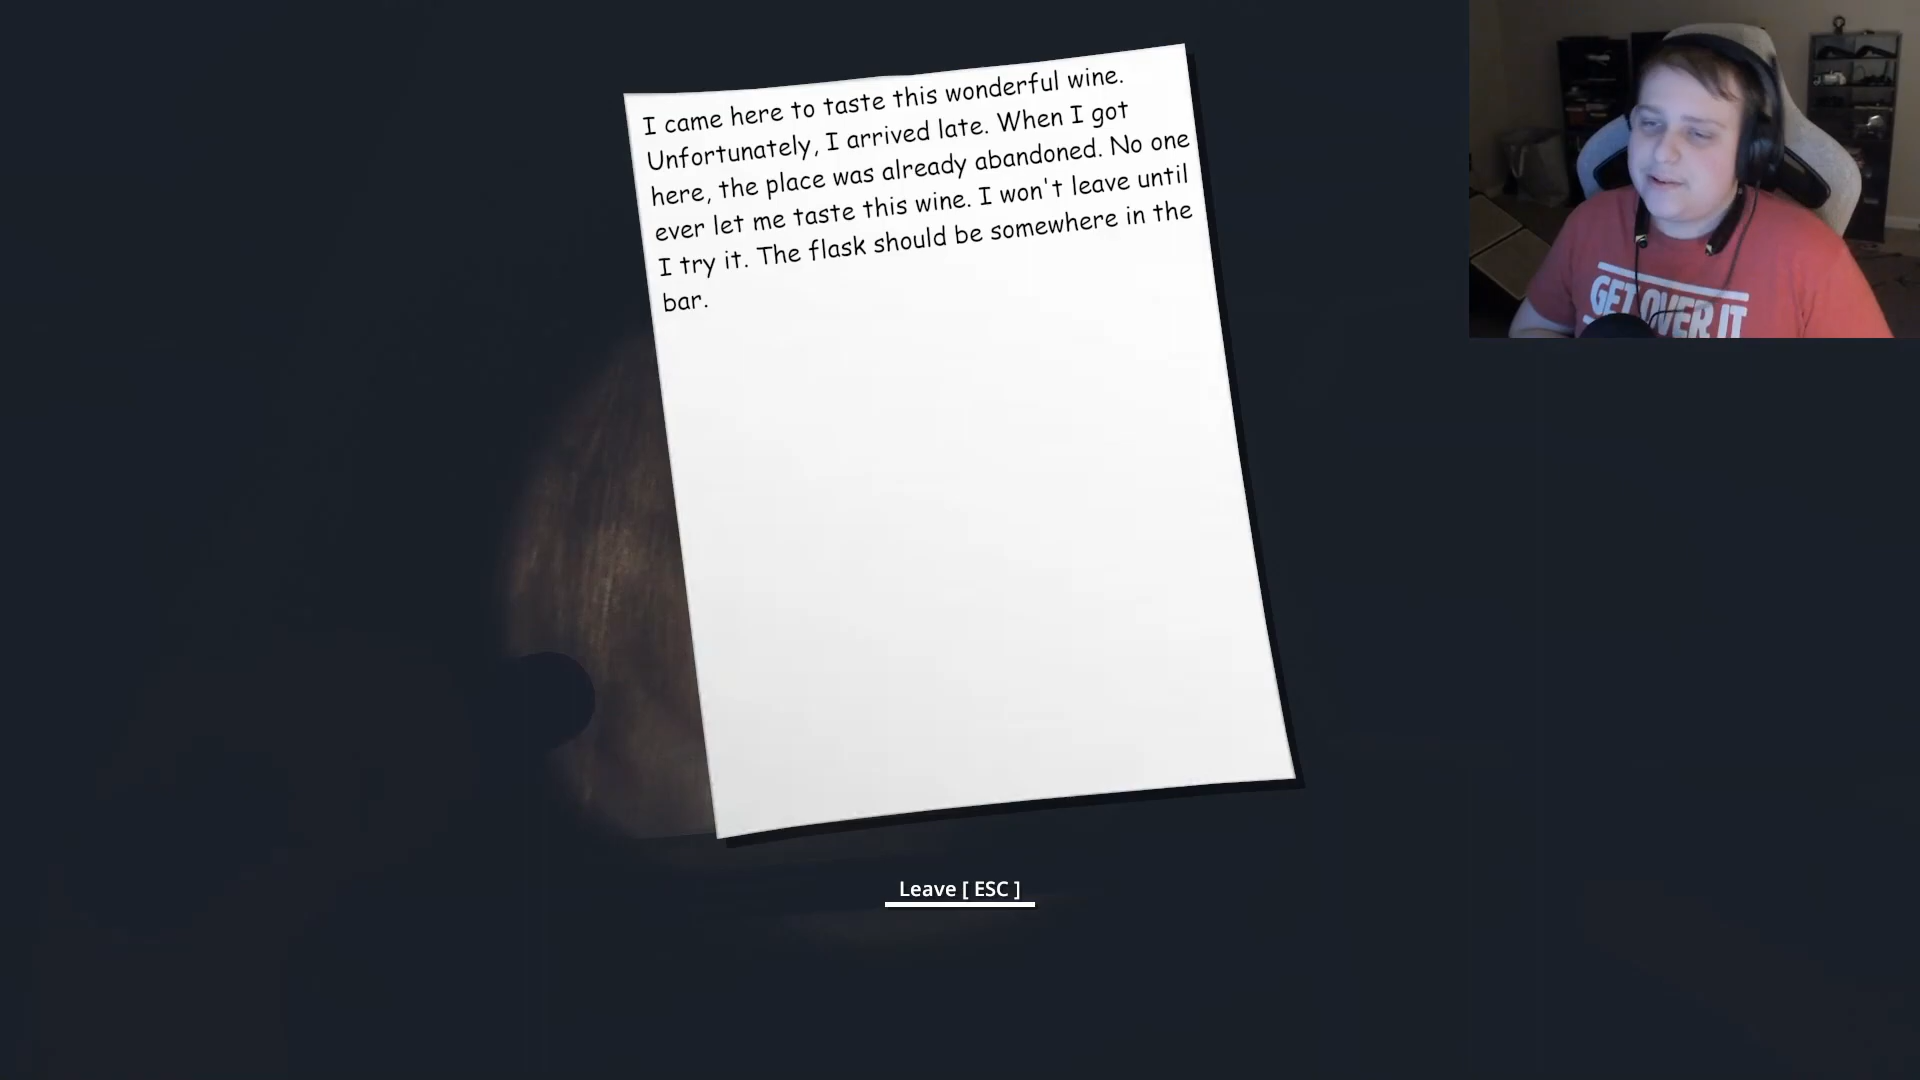 I came here to taste this wonderful wine.
Unfortunately, I arrived late. When I got
here, the place was already abandoned. No one
ever let me taste this wine. I won't leave until
I try it. The flask should be somewhere in the
bar.
Leave [ ESC ]
GET OVER IT